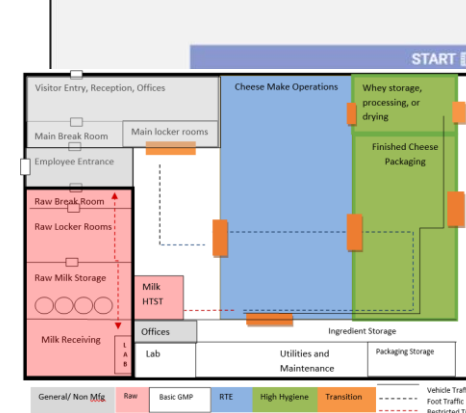 START
Visitor Entry, Reception, Offices
Cheese Make Operations
Whey storage,
processing, or
drying
Main Break Room
Main locker rooms
Finished Cheese
Packaging
Employee Entrance
Raw Break Room
Raw Locker Rooms
Raw Milk Storage
Milk
HTST
Milk Receiving
L
A
B
Offices
Ingredient Storage
Lab
Utilities and
Maintenance
Packaging Storage
General/ Non Mfg
Raw
Basic GMP
RTE
High Hygiene
Transition
Vehicle Traf
Foot Traffic